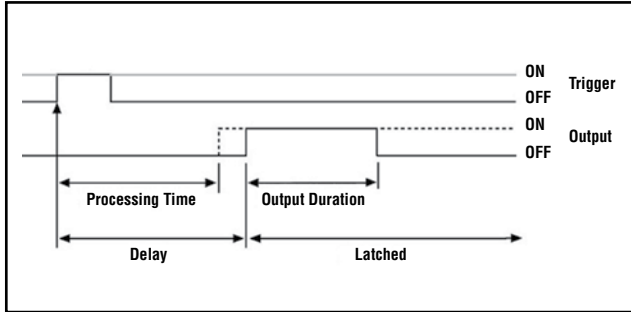 ON
Trigger
OFF
ON
Output
OFF
Processing Time
Output Duration
Delay
Latched